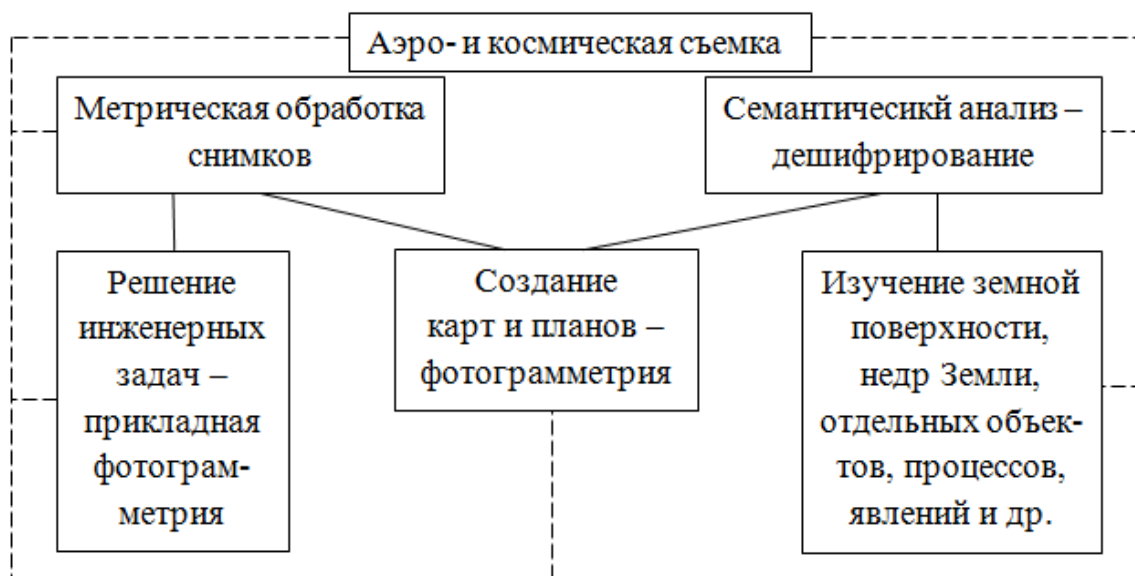 Аэро- и космическая съемка
Метрическая обработка
снимков
Семантичесикй анализ –
дешифрирование
Решение
инженерных
задач –
прикладная
фотограм-
метрия
Создание
карт и планов –
фотограмметрия
Изучение земной
поверхности,
недр Земли,
отдельных объек-
тов, процессов,
явлений и др.